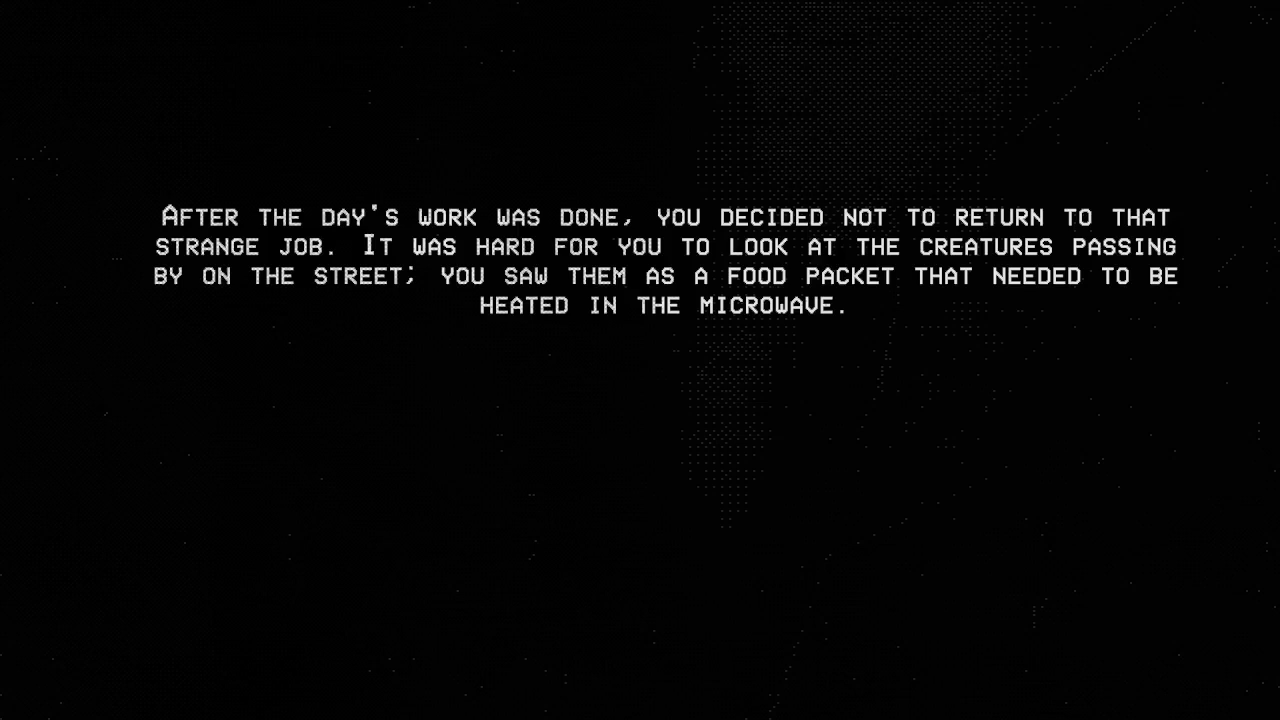 After the day's work was done, you decided not to return to that
strange job. It was hard for you to look at the creatures passing
by on the street; you saw them as a food packet that needed to be
heated in the microwave.